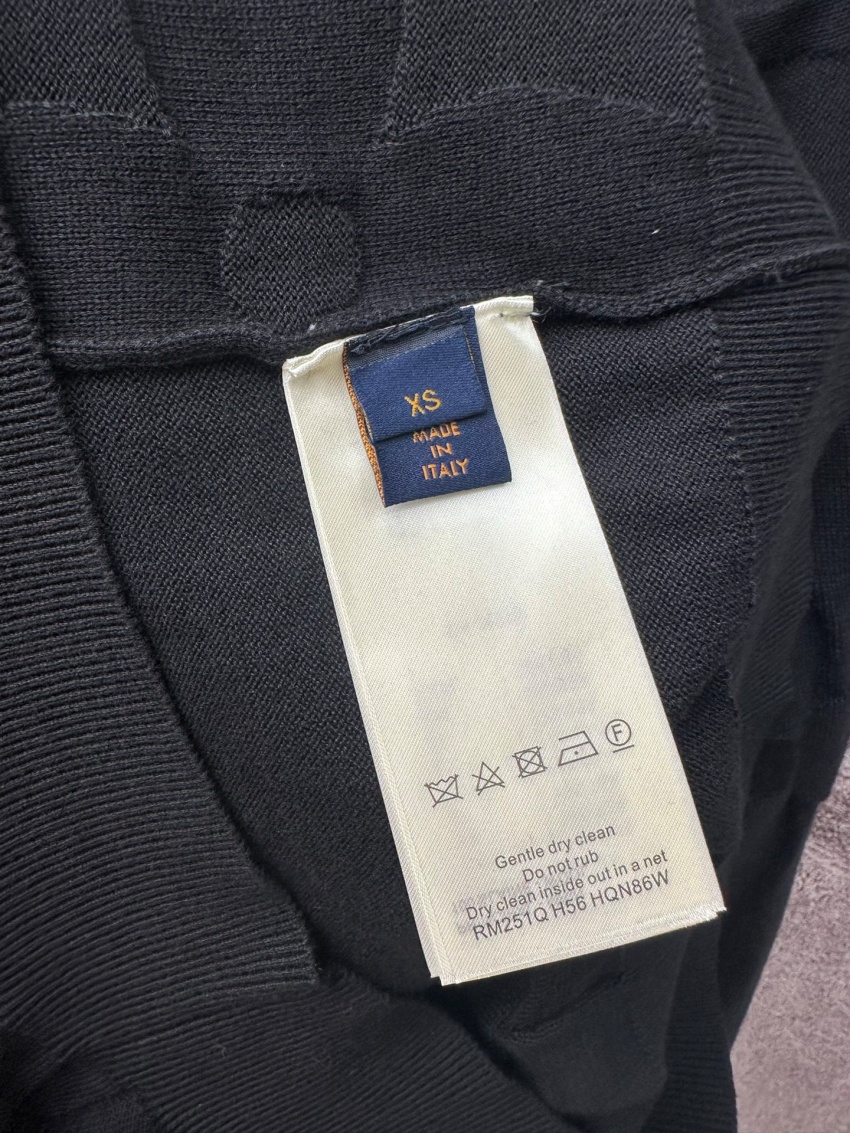 XS
MADE
IN
ITALY
F
Gentle dry clean
Do not rub
Dry clean inside out in a net
RM251Q H56 HQN86W